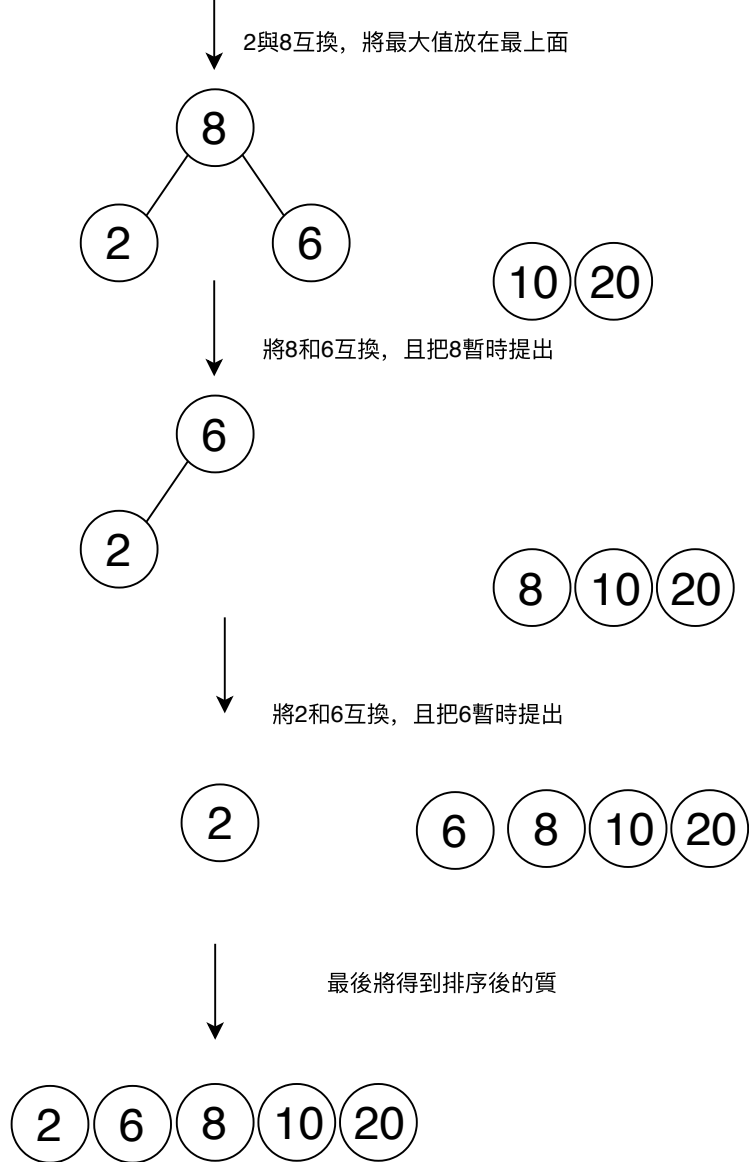 2與8互換，將最大值放在最上面
8
2 6
10 20
將8和6互換，且把8暫時提出
6
2
8 10 20
將2和6互換，且把6暫時提出
2 6 8 10 20
最後將得到排序後的質
2 6 8 10 20